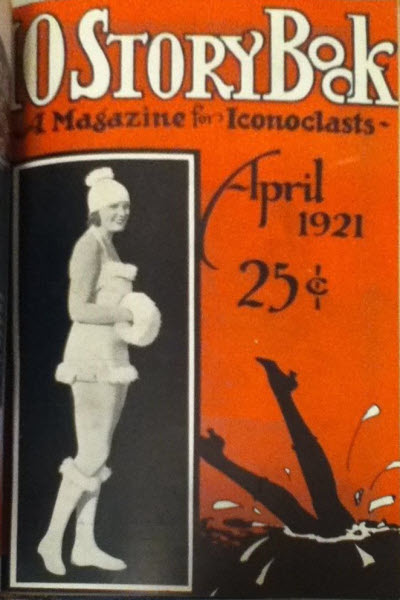 10 STORY BOOK
A Magazine for Iconoclasts~
April
1921
25¢